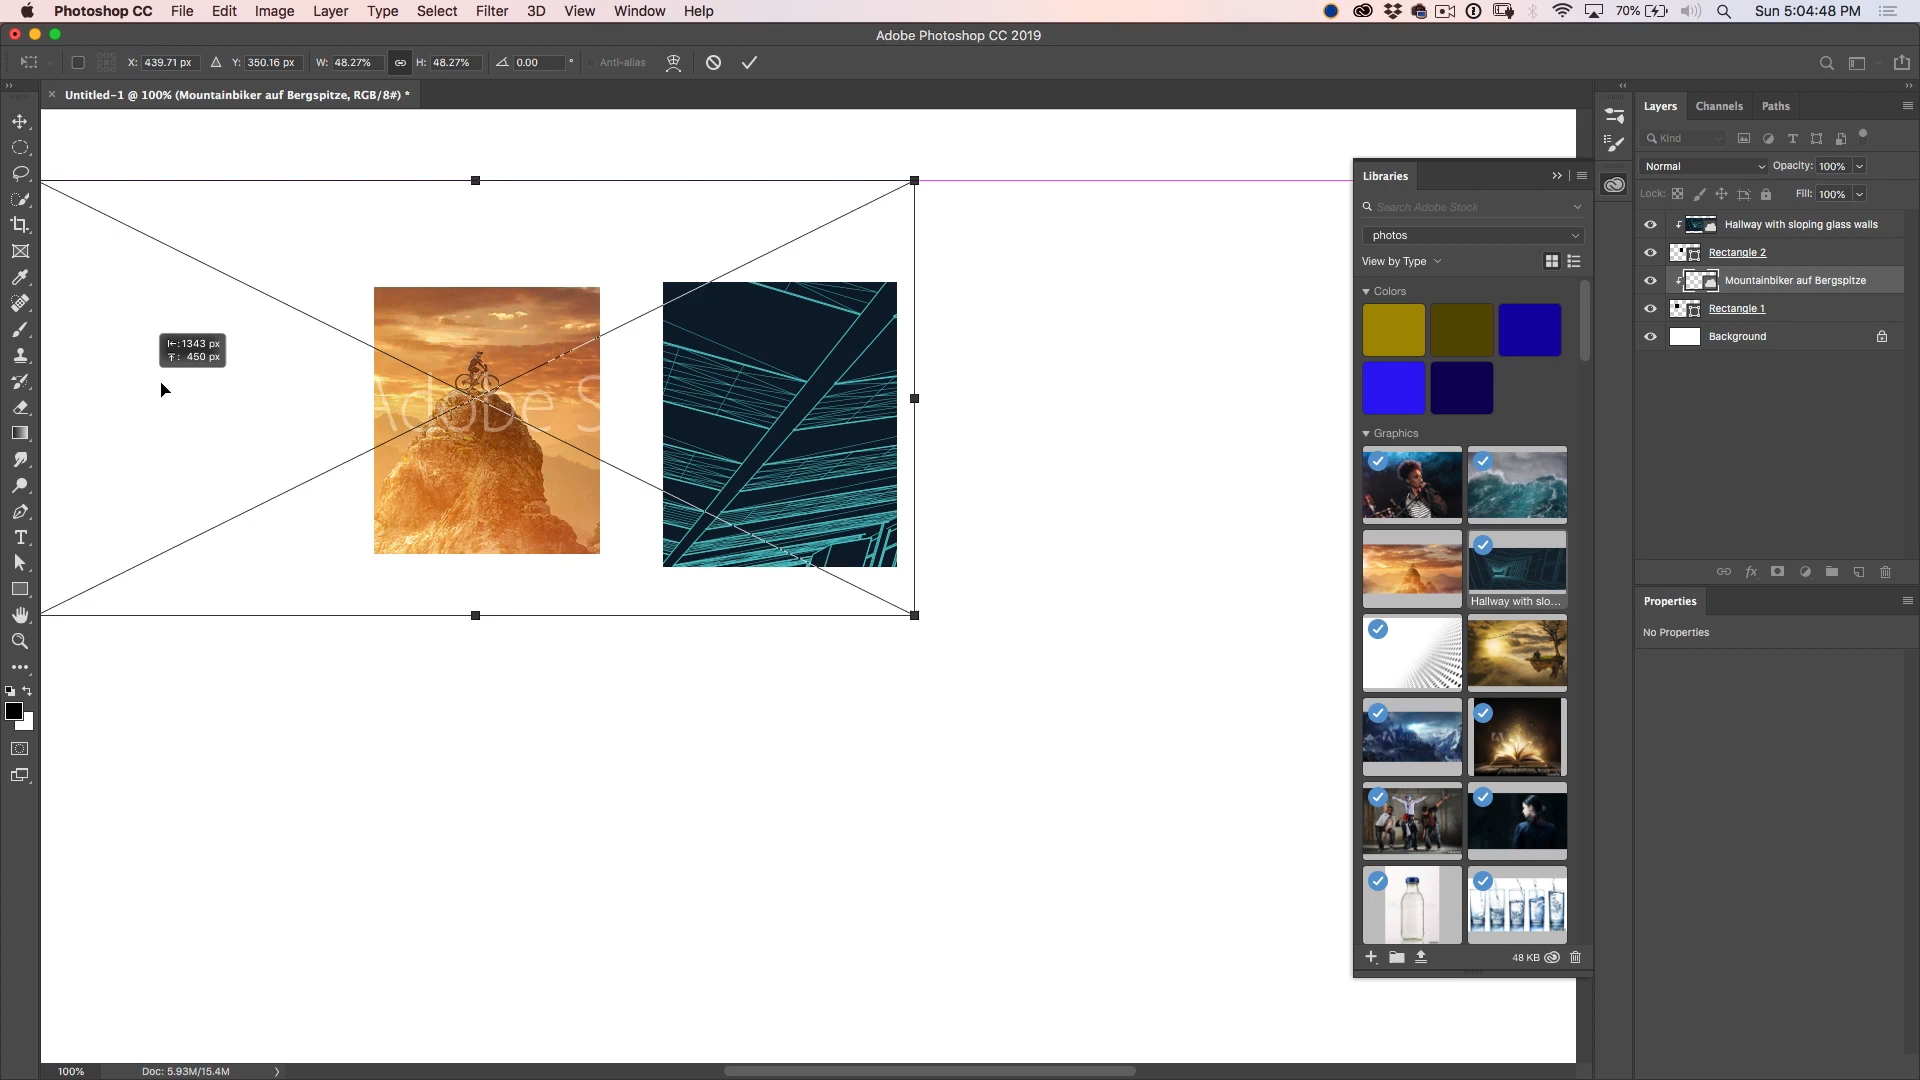 Photoshop CC File Edit Image Layer Type Select Filter 3D View Window Help 70% Sun 5:04:48 PM
Adobe Photoshop CC 2019
X: 439.71 px Y: 350.16 px W: 48.27% H: 48.27% 0.00 ° Anti-alias
Untitled-1 @ 100% (Mountainbiker auf Bergspitze, RGB/8#) *
Layers Channels Paths
Kind
Normal Opacity: 100%
Lock: Fill: 100%
Hallway with sloping glass walls
Rectangle 2
Mountainbiker auf Bergspitze
Rectangle 1
Background
Properties
No Properties
Libraries
Search Adobe Stock
photos
View by Type
Colors
Graphics
Hallway with slo...
48 KB
: 1343 px
: 450 px
Adobe S
100% Doc: 5.93M/15.4M